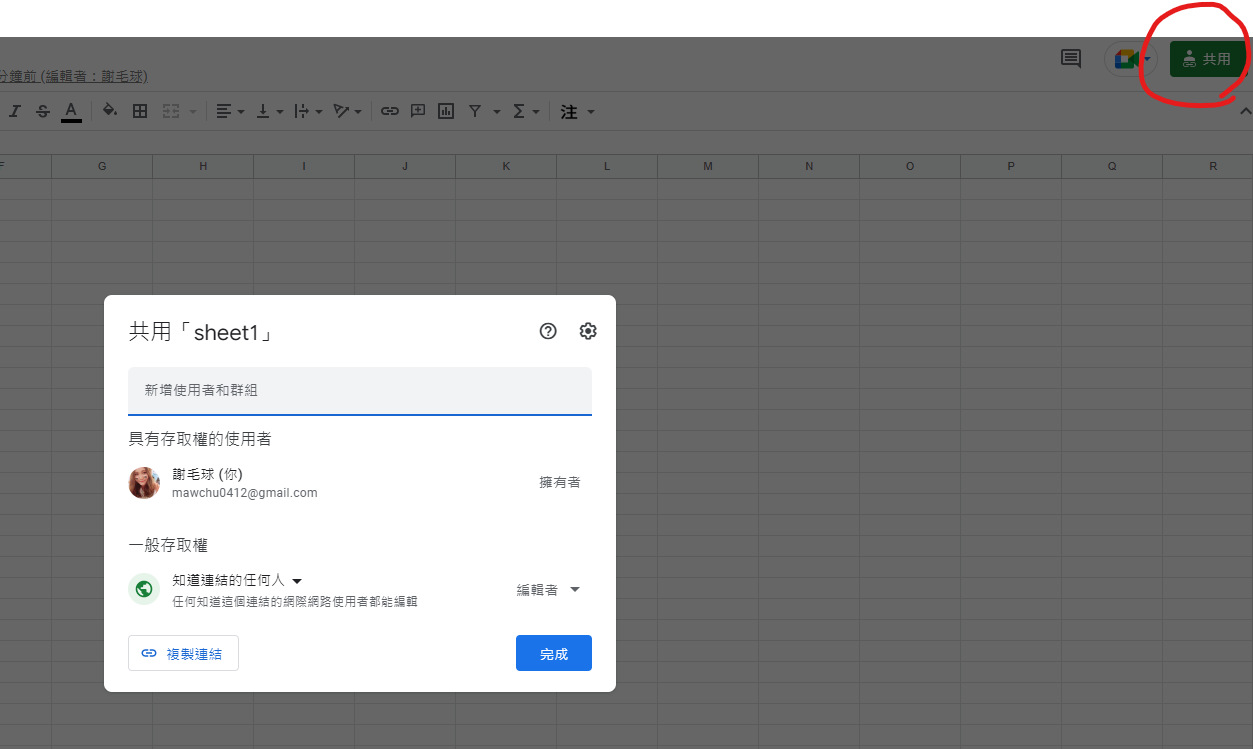 共用
分鐘前 (編輯者：謝毛球)
I S A 注
F G H I J K L M N O P Q R
共用「sheet1」
新增使用者和群組
具有存取權的使用者
謝毛球 (你)
mawchu0412@gmail.com
擁有者
一般存取權
知道連結的任何人
任何知道這個連結的網際網路使用者都能編輯
編輯者
複製連結
完成